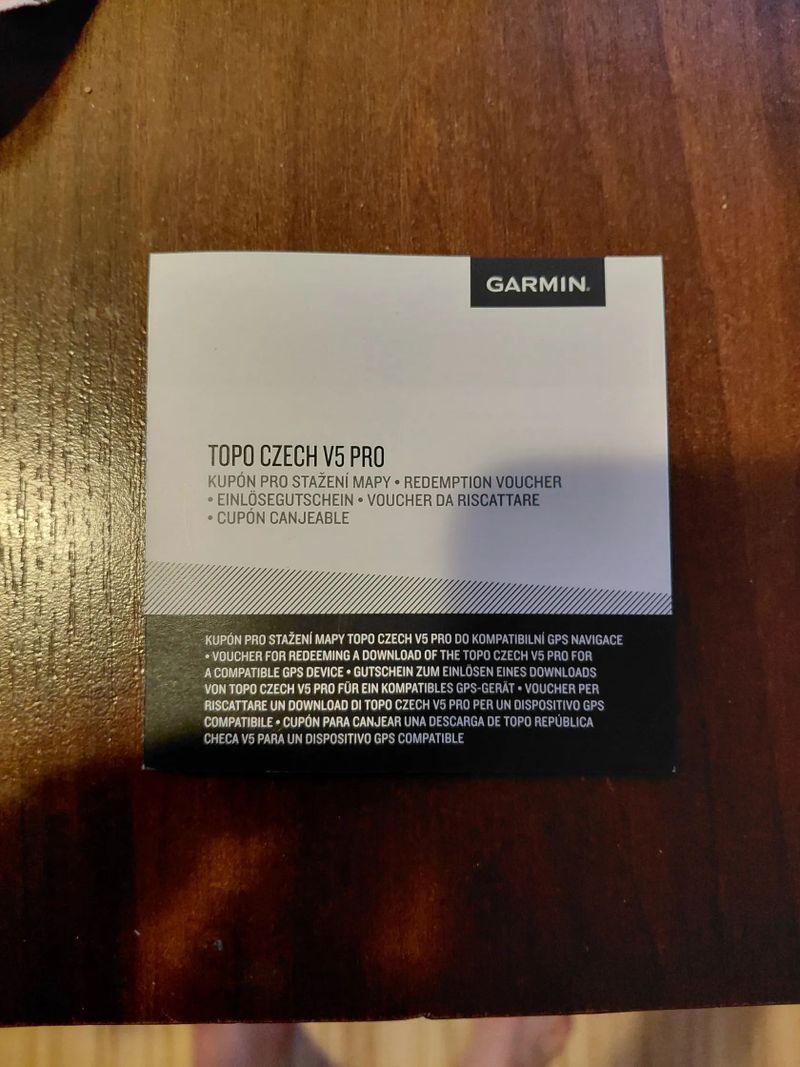 GARMIN
TOPO CZECH V5 PRO
KUPÓN PRO STAŽENÍ MAPY • REDEMPTION VOUCHER
• EINLÖSEGUTSCHEIN • VOUCHER DA RISCATTARE
• CUPÓN CANJEABLE
KUPÓN PRO STAŽENÍ MAPY TOPO CZECH V5 PRO DO KOMPATIBILNÍ GPS NAVIGACE
• VOUCHER FOR REDEEMING A DOWNLOAD OF THE TOPO CZECH V5 PRO FOR
A COMPATIBLE GPS DEVICE • GUTSCHEIN ZUM EINLÖSEN EINES DOWNLOADS
VON TOPO CZECH V5 PRO FÜR EIN KOMPATIBLES GPS-GERÄT • VOUCHER PER
RISCATTARE UN DOWNLOAD DI TOPO CZECH V5 PRO PER UN DISPOSITIVO GPS
COMPATIBILE • CUPÓN PARA CANJEAR UNA DESCARGA DE TOPO REPÚBLICA
CHECA V5 PARA UN DISPOSITIVO GPS COMPATIBLE